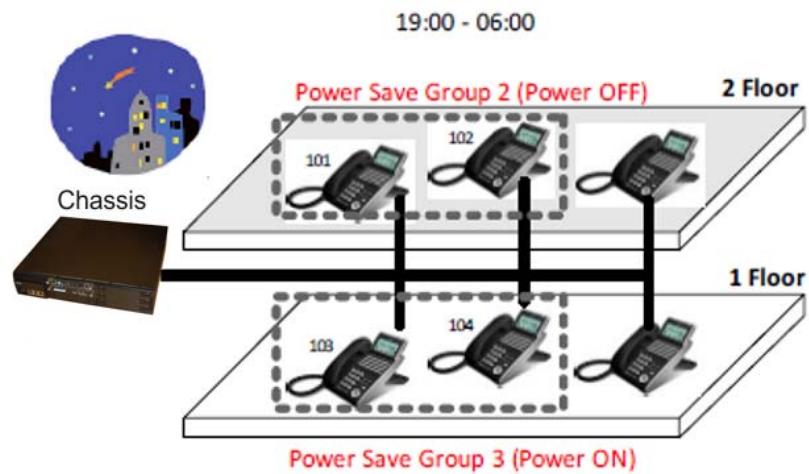 19:00 - 06:00
Power Save Group 2 (Power OFF)
2 Floor
101
102
Chassis
1 Floor
103
104
Power Save Group 3 (Power ON)